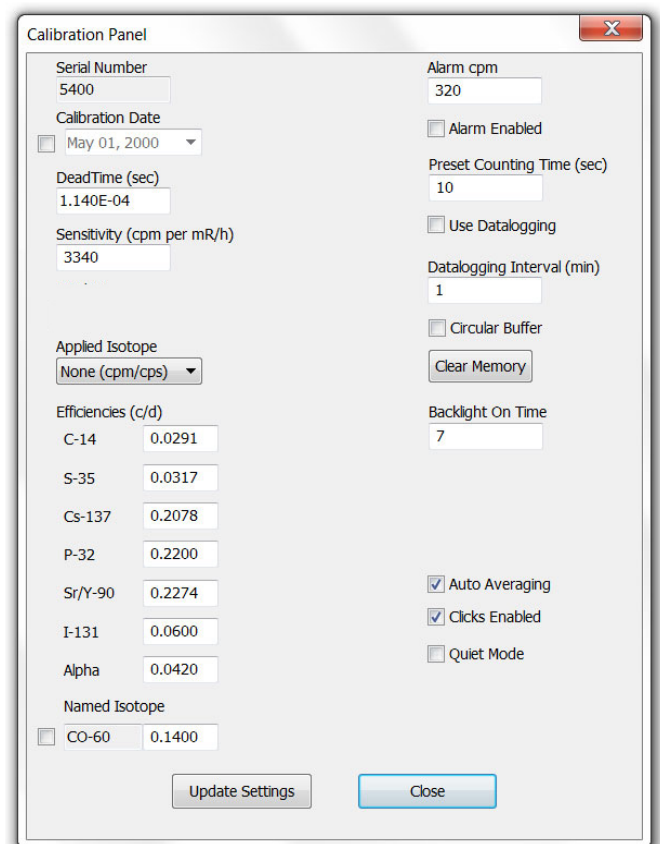 Calibration Panel
X
Serial Number
5400
Calibration Date
May 01, 2000
DeadTime (sec)
1.140E-04
Sensitivity (cpm per mR/h)
3340
Applied Isotope
None (cpm/cps)
Efficiencies (c/d)
C-14 0.0291
S-35 0.0317
Cs-137 0.2078
P-32 0.2200
Sr/Y-90 0.2274
I-131 0.0600
Alpha 0.0420
Named Isotope
CO-60 0.1400
Alarm cpm
320
Alarm Enabled
Preset Counting Time (sec)
10
Use Datalogging
Datalogging Interval (min)
1
Circular Buffer
Clear Memory
Backlight On Time
7
Auto Averaging
Clicks Enabled
Quiet Mode
Update Settings Close